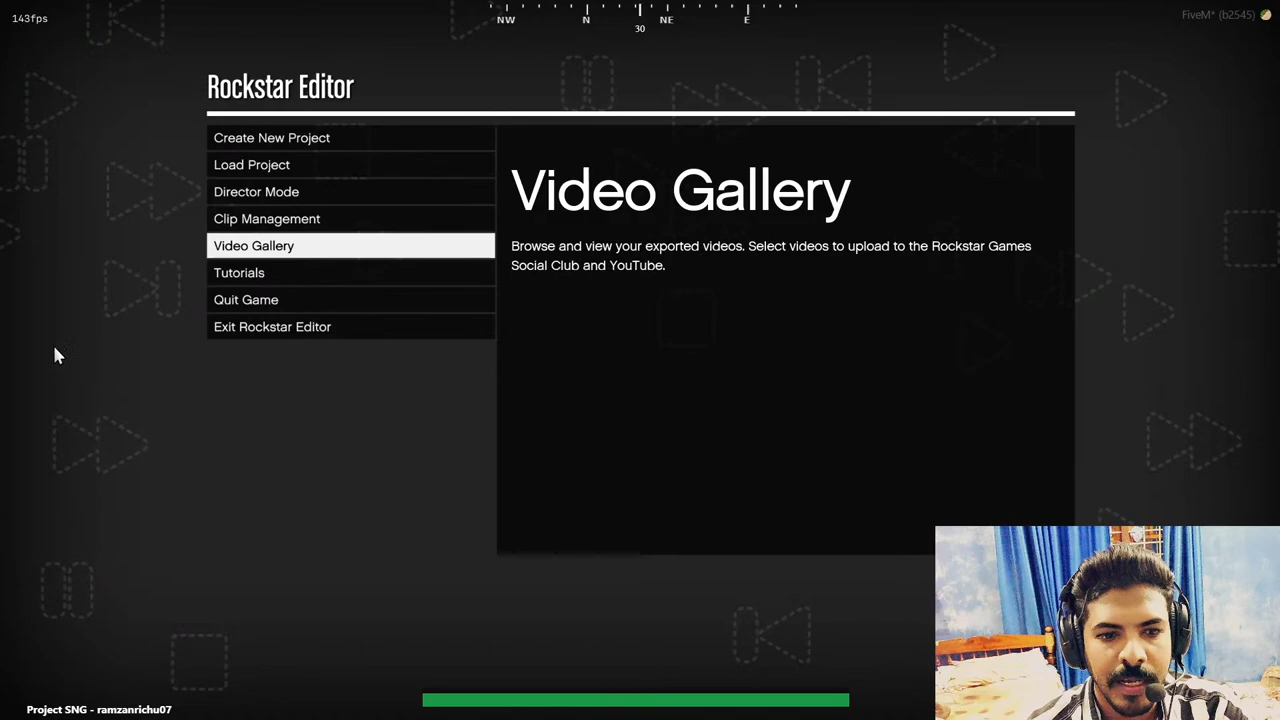 143fps
NW N NE E
30
FiveM* (b2545)
Rockstar Editor
Create New Project
Load Project
Director Mode
Clip Management
Video Gallery
Tutorials
Quit Game
Exit Rockstar Editor
Video Gallery
Browse and view your exported videos. Select videos to upload to the Rockstar Games
Social Club and YouTube.
Project SNG - ramzanrichu07